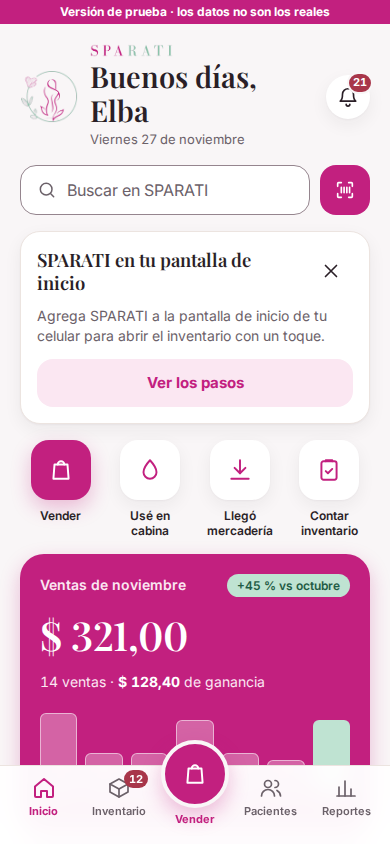 Versión de prueba · los datos no son los reales
SPARATI
Buenos días,
Elba
Viernes 27 de noviembre
21
Buscar en SPARATI
SPARATI en tu pantalla de
inicio
Agrega SPARATI a la pantalla de inicio de tu
celular para abrir el inventario con un toque.
Ver los pasos
Vender
Usé en
cabina
Llegó
mercadería
Contar
inventario
Ventas de noviembre
+45 % vs octubre
$ 321,00
14 ventas · $ 128,40 de ganancia
12
Inicio
Inventario
Vender
Pacientes
Reportes